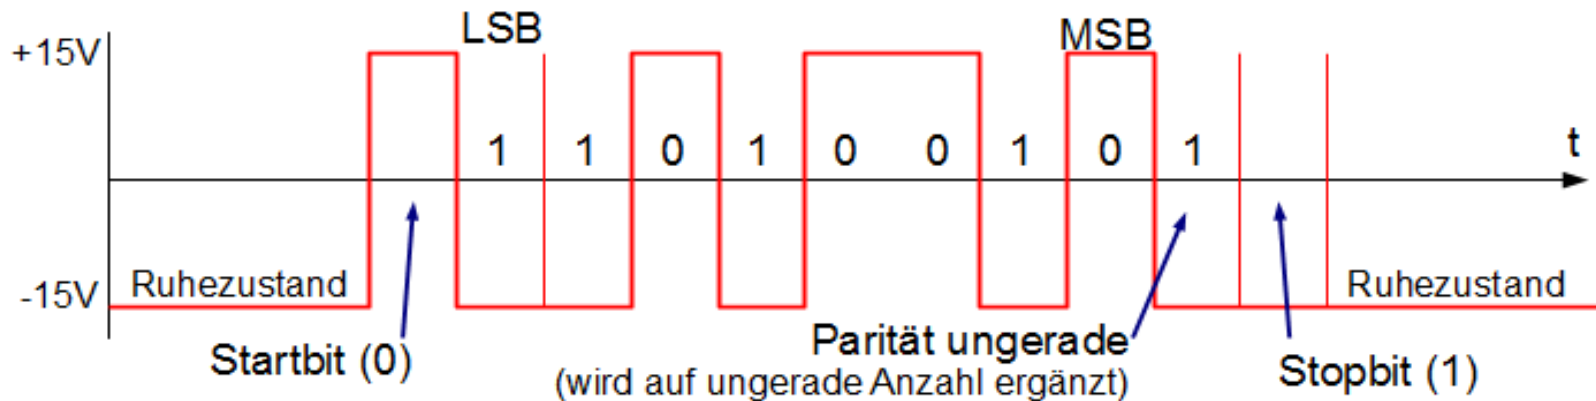 LSB MSB
+15V
1 1 0 1 0 0 1 0 1 t
-15V Ruhezustand Ruhezustand
Startbit (0) Parität ungerade Stopbit (1)
(wird auf ungerade Anzahl ergänzt)